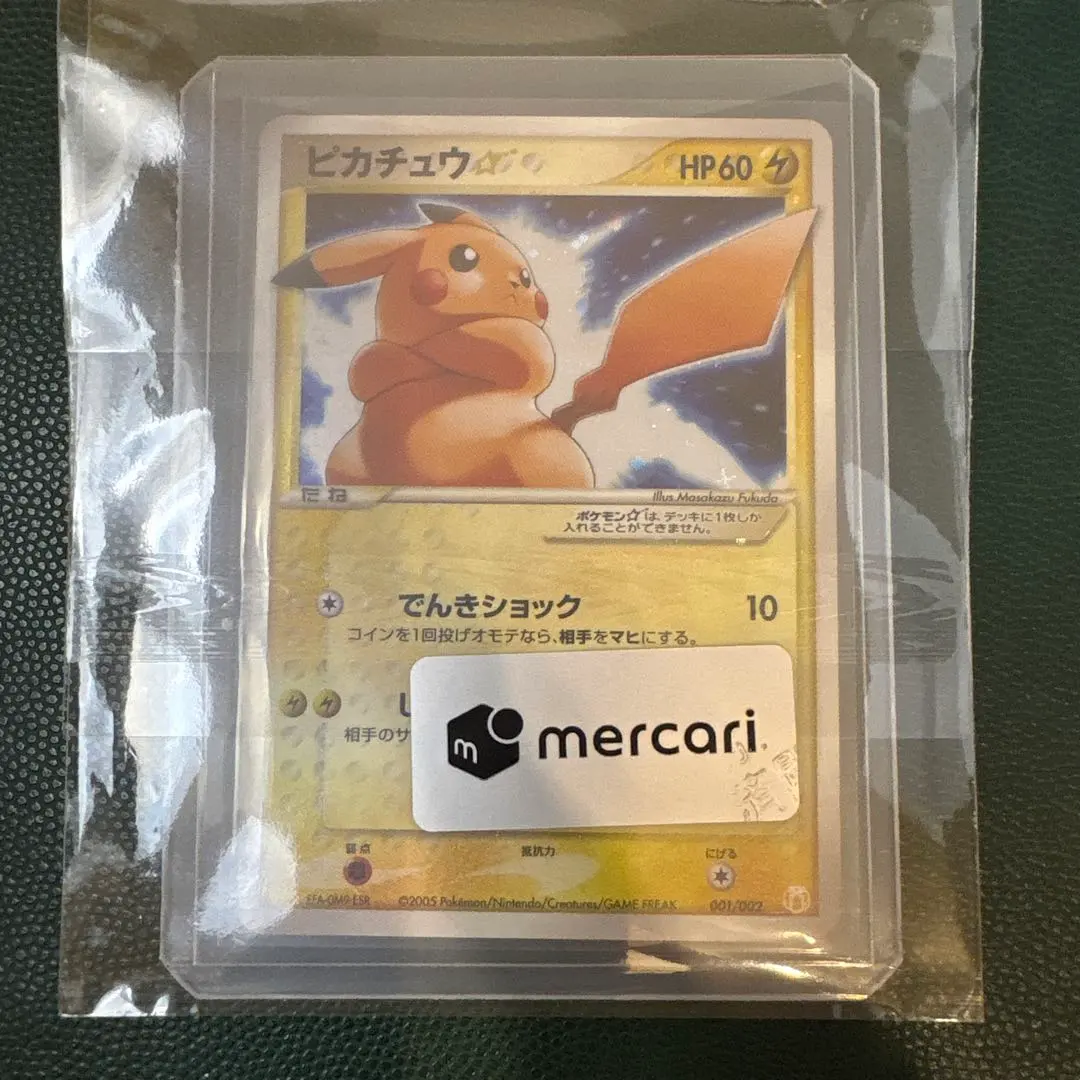 ピカチュウ☆
HP60
たね
Illus. Masakazu Fukuda
ポケモン☆は、デッキに1枚しか
入れることができません。
でんきショック 10
コインを1回投げオモテなら、相手をマヒにする。
相手のサ
m mercari
弱点 抵抗力 にげる
©2005 Pokémon/Nintendo/Creatures/GAME FREAK 001/002